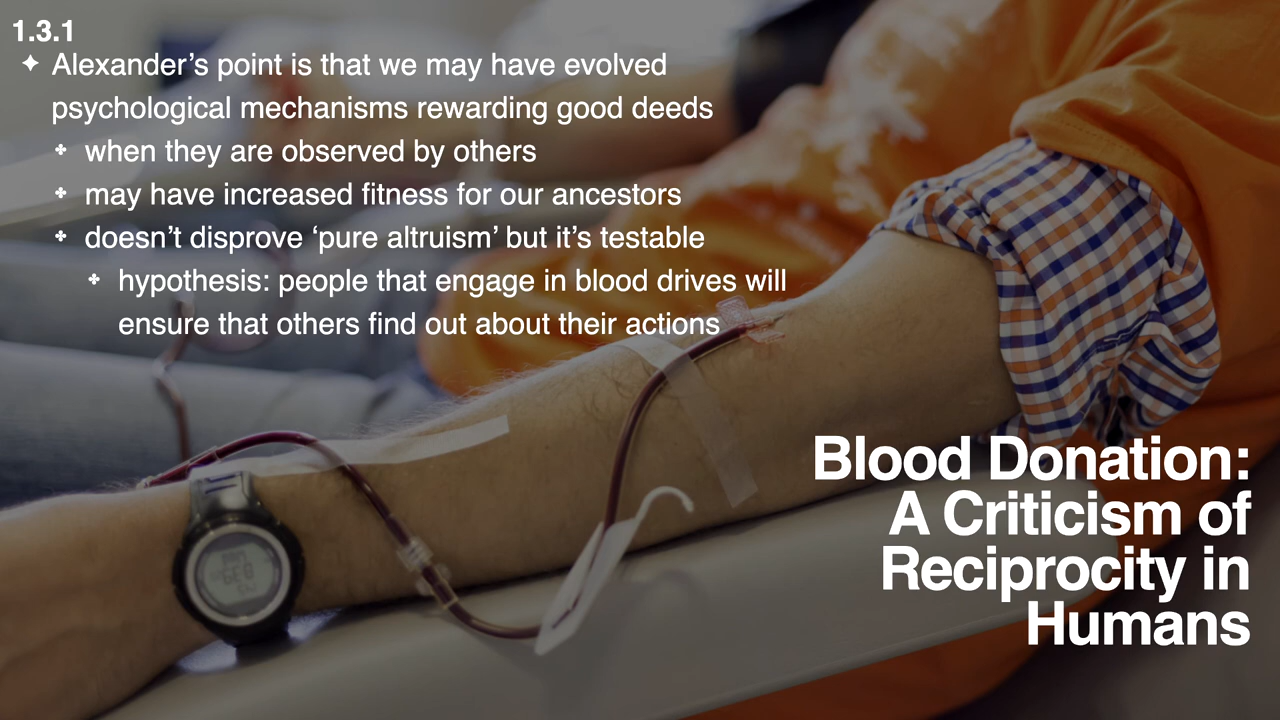 1.3.1
✦ Alexander’s point is that we may have evolved
psychological mechanisms rewarding good deeds
✤ when they are observed by others
✤ may have increased fitness for our ancestors
✤ doesn’t disprove ‘pure altruism’ but it’s testable
✤ hypothesis: people that engage in blood drives will
ensure that others find out about their actions
Blood Donation:
A Criticism of
Reciprocity in
Humans